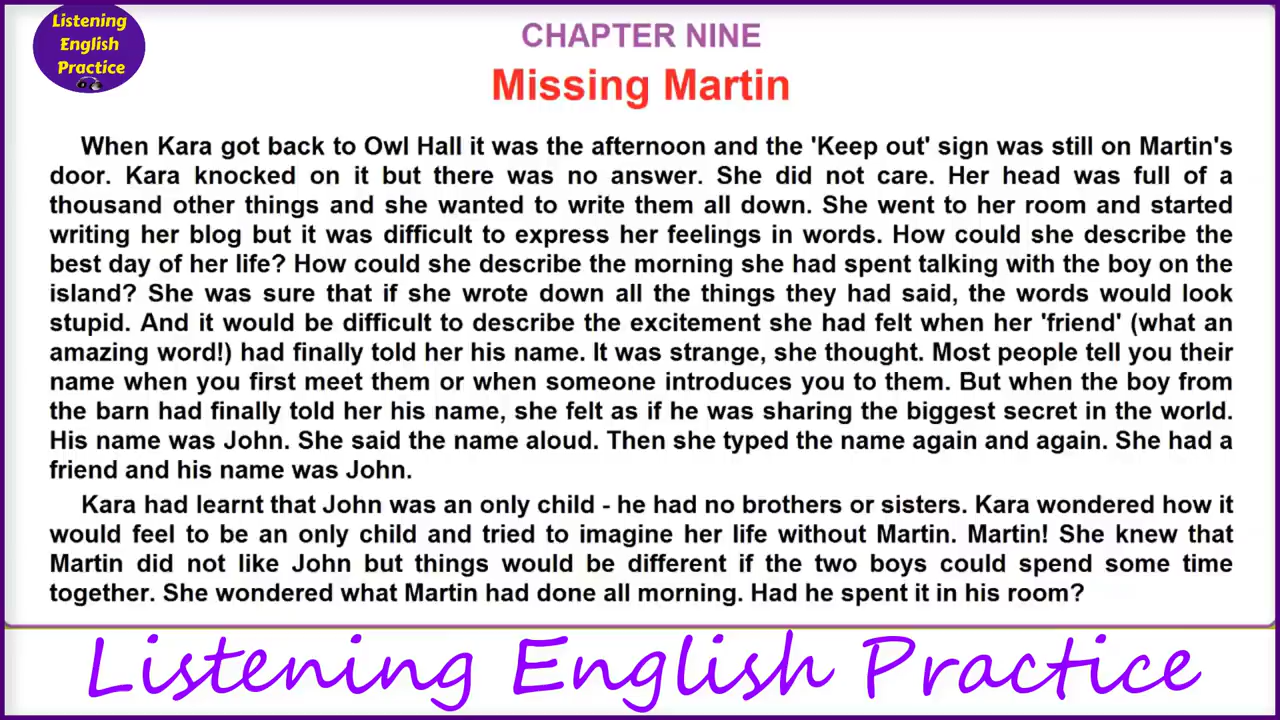 Listening
English
Practice
CHAPTER NINE
Missing Martin
When Kara got back to Owl Hall it was the afternoon and the 'Keep out' sign was still on Martin's
door. Kara knocked on it but there was no answer. She did not care. Her head was full of a
thousand other things and she wanted to write them all down. She went to her room and started
writing her blog but it was difficult to express her feelings in words. How could she describe the
best day of her life? How could she describe the morning she had spent talking with the boy on the
island? She was sure that if she wrote down all the things they had said, the words would look
stupid. And it would be difficult to describe the excitement she had felt when her 'friend' (what an
amazing word!) had finally told her his name. It was strange, she thought. Most people tell you their
name when you first meet them or when someone introduces you to them. But when the boy from
the barn had finally told her his name, she felt as if he was sharing the biggest secret in the world.
His name was John. She said the name aloud. Then she typed the name again and again. She had a
friend and his name was John.
Kara had learnt that John was an only child - he had no brothers or sisters. Kara wondered how it
would feel to be an only child and tried to imagine her life without Martin. Martin! She knew that
Martin did not like John but things would be different if the two boys could spend some time
together. She wondered what Martin had done all morning. Had he spent it in his room?
Listening English Practice